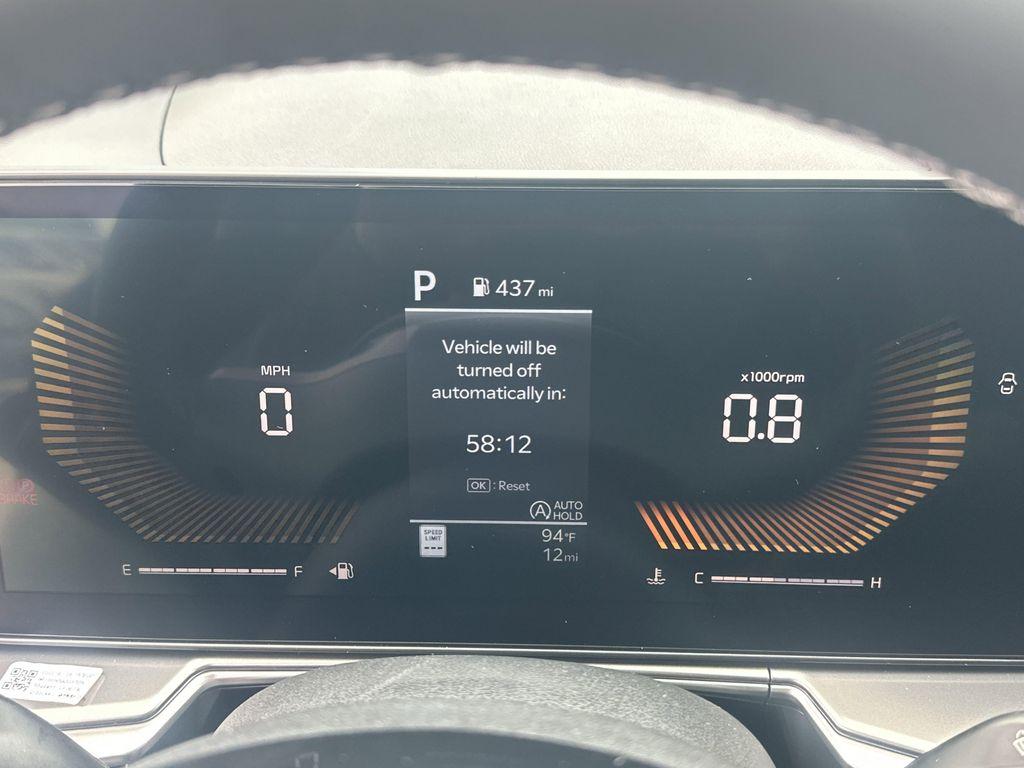 P
437 mi
Vehicle will be
turned off
automatically in:
MPH
0
x1000rpm
0.8
58:12
OK : Reset
BRAKE
A AUTO
HOLD
SPEED
LIMIT
---
94°F
12mi
E F
C H